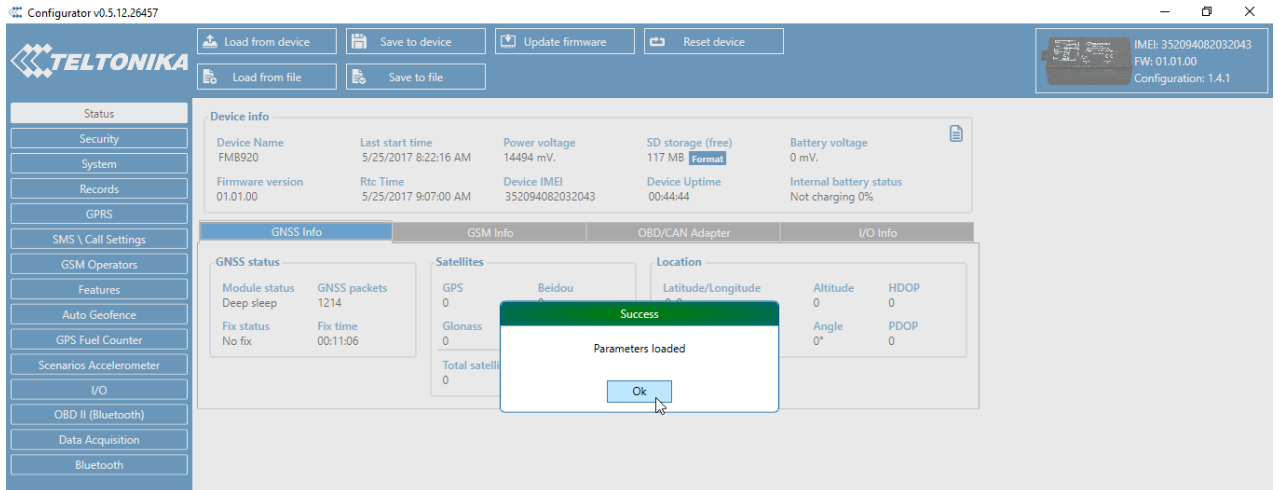 Configurator v0.5.12.26457
TELTONIKA
Load from device
Save to device
Update firmware
Reset device
Load from file
Save to file
IMEI: 352094082032043
FW: 01.01.00
Configuration: 1.4.1
Status
Security
System
Records
GPRS
SMS \ Call Settings
GSM Operators
Features
Auto Geofence
GPS Fuel Counter
Scenarios Accelerometer
I/O
OBD II (Bluetooth)
Data Acquisition
Bluetooth
Device info
Device Name
FMB920
Last start time
5/25/2017 8:22:16 AM
Power voltage
14494 mV.
SD storage (free)
117 MB Format
Battery voltage
0 mV.
Firmware version
01.01.00
Rtc Time
5/25/2017 9:07:00 AM
Device IMEI
352094082032043
Device Uptime
00:44:44
Internal battery status
Not charging 0%
GNSS Info
GSM Info
OBD/CAN Adapter
I/O Info
GNSS status
Module status
Deep sleep
GNSS packets
1214
Fix status
No fix
Fix time
00:11:06
Satellites
GPS
0
Beidou
Glonass
0
0
Location
Latitude/Longitude
Altitude
0
HDOP
0
Angle
0°
PDOP
0
Success
Parameters loaded
Ok